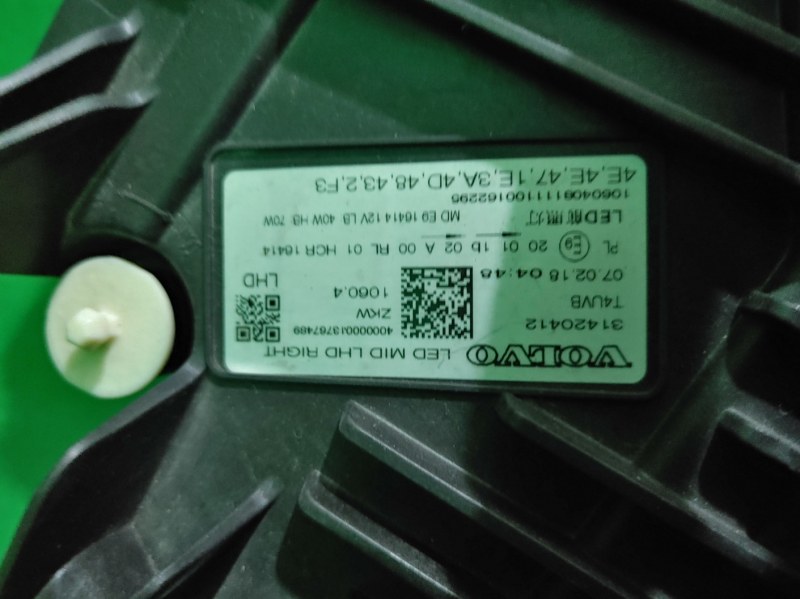 VOLVO LED MID LHD RIGHT
31420412 400000013767489
T4UVB ZKW
07.02.18 04:48 1060.4 LHD
PL E9 20 01 1b 02 A 00 RL 01 HCR 16414
LED前照灯 MD E9 16414 12V LB 40W HB: 70W
1060408111100162295
4E,4E,47,1E,3A,4D,48,43,2,F3